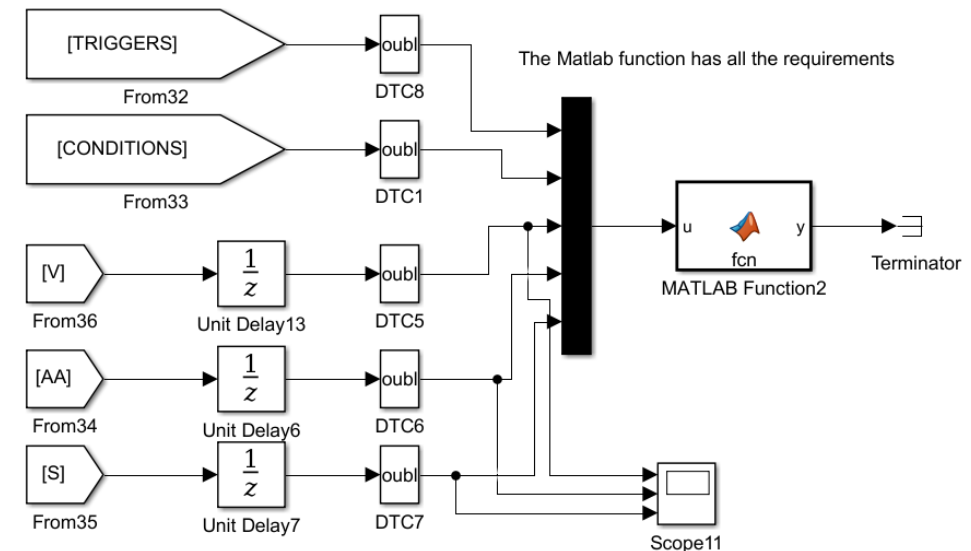 [TRIGGERS]
oubl
From32
DTC8
The Matlab function has all the requirements
[CONDITIONS]
oubl
From33
DTC1
[V]
1
z
oubl
From36
Unit Delay13
DTC5
u
fcn
y
MATLAB Function2
Terminator
[AA]
1
z
oubl
From34
Unit Delay6
DTC6
[S]
1
z
oubl
From35
Unit Delay7
DTC7
Scope11